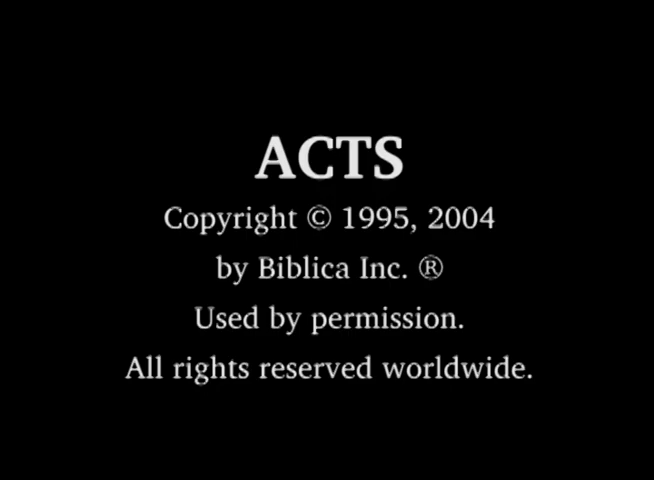 ACTS
Copyright © 1995, 2004
by Biblica Inc. ®
Used by permission.
All rights reserved worldwide.